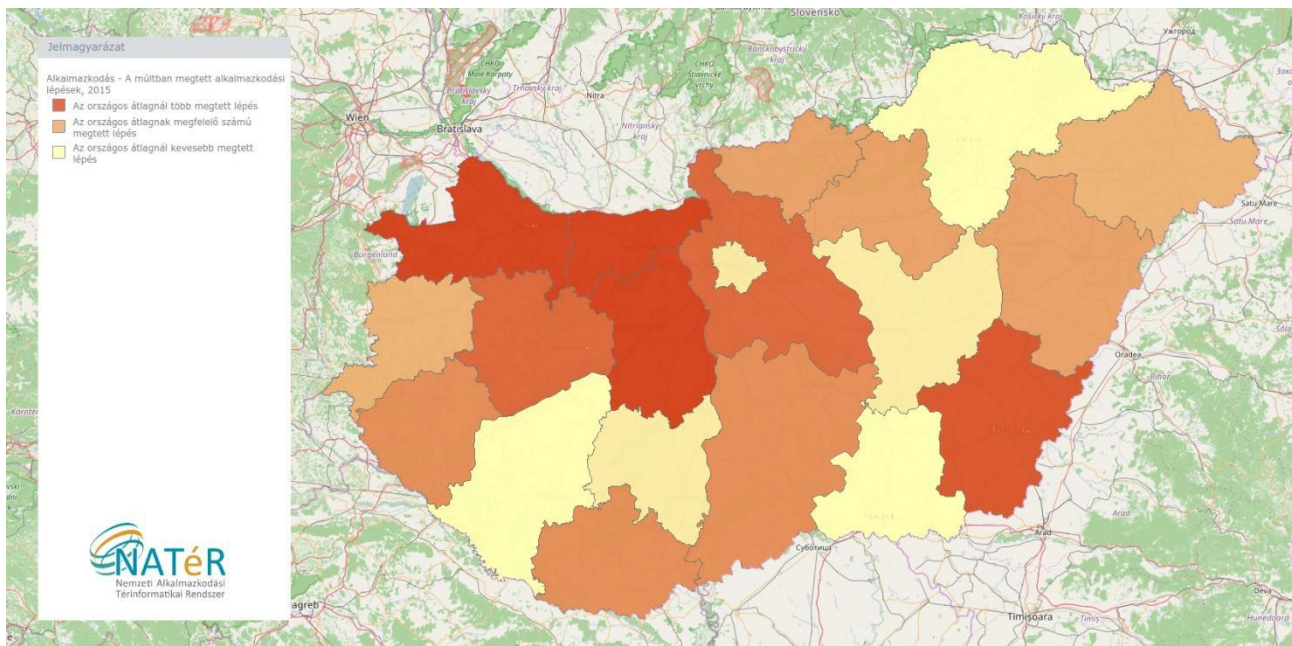 Jelmagyarázat
Alkalmazkodás - A múltban megtett alkalmazkodási
lépések, 2015
Az országos átlagnál több megtett lépés
Az országos átlagnak megfelelő számú
megtett lépés
Az országos átlagnál kevesebb megtett
lépés
NATéR
Nemzeti Alkalmazkodási
Térinformatikai Rendszer
Slovensko
Košický kraj
Ужгород
Banskobystrický kraj
CHKO
Malé Karpaty
CHKO
Štiavnické
vrchy
Bratislavský
kraj
Trnavský kraj
Nitra
Nitriansky
kraj
Wien
Bratislava
Burgenland
Satu Mare
Satu Mare
Oradea
Bihor
Arad
Arad
Суботица
Timișoara
Timiș
Deva
Hunedoara
agreb